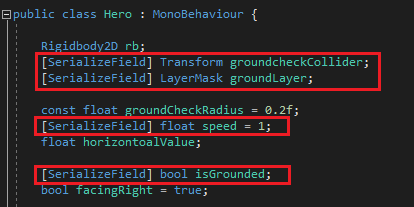 public class Hero : MonoBehaviour {
Rigidbody2D rb;
[SerializeField] Transform groundcheckCollider;
[SerializeField] LayerMask groundLayer;
const float groundCheckRadius = 0.2f;
[SerializeField] float speed = 1;
float horizontoalValue;
[SerializeField] bool isGrounded;
bool facingRight = true;